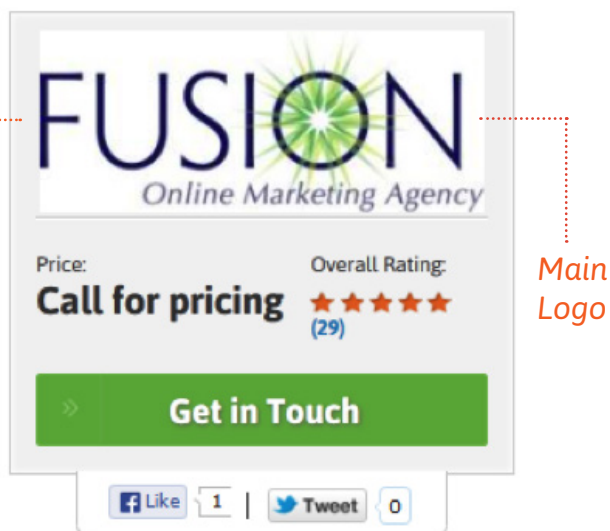 FUSION
Online Marketing Agency
Price:
Overall Rating:
Call for pricing
(29)
Main
Logo
Get in Touch
Like 1 | Tweet 0